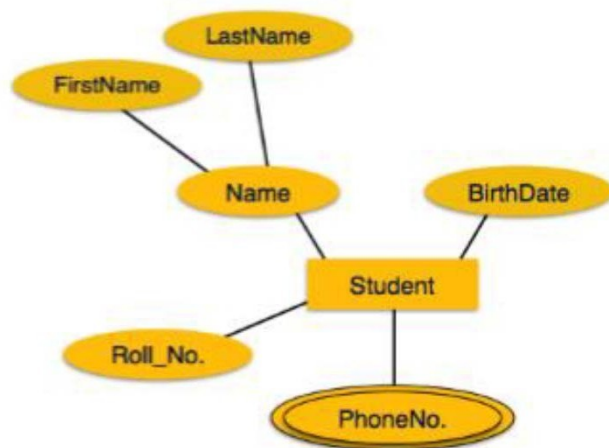 LastName
FirstName
Name
BirthDate
Student
Roll_No.
PhoneNo.